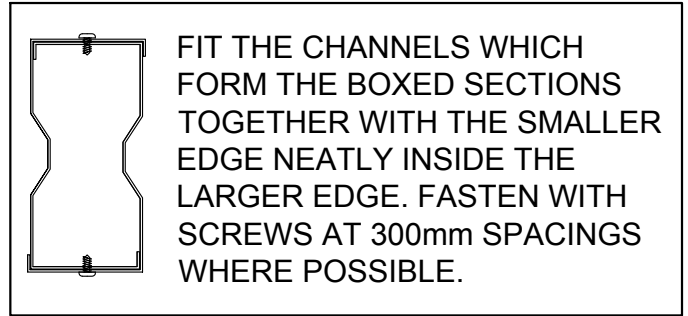 FIT THE CHANNELS WHICH
FORM THE BOXED SECTIONS
TOGETHER WITH THE SMALLER
EDGE NEATLY INSIDE THE
LARGER EDGE. FASTEN WITH
SCREWS AT 300mm SPACINGS
WHERE POSSIBLE.